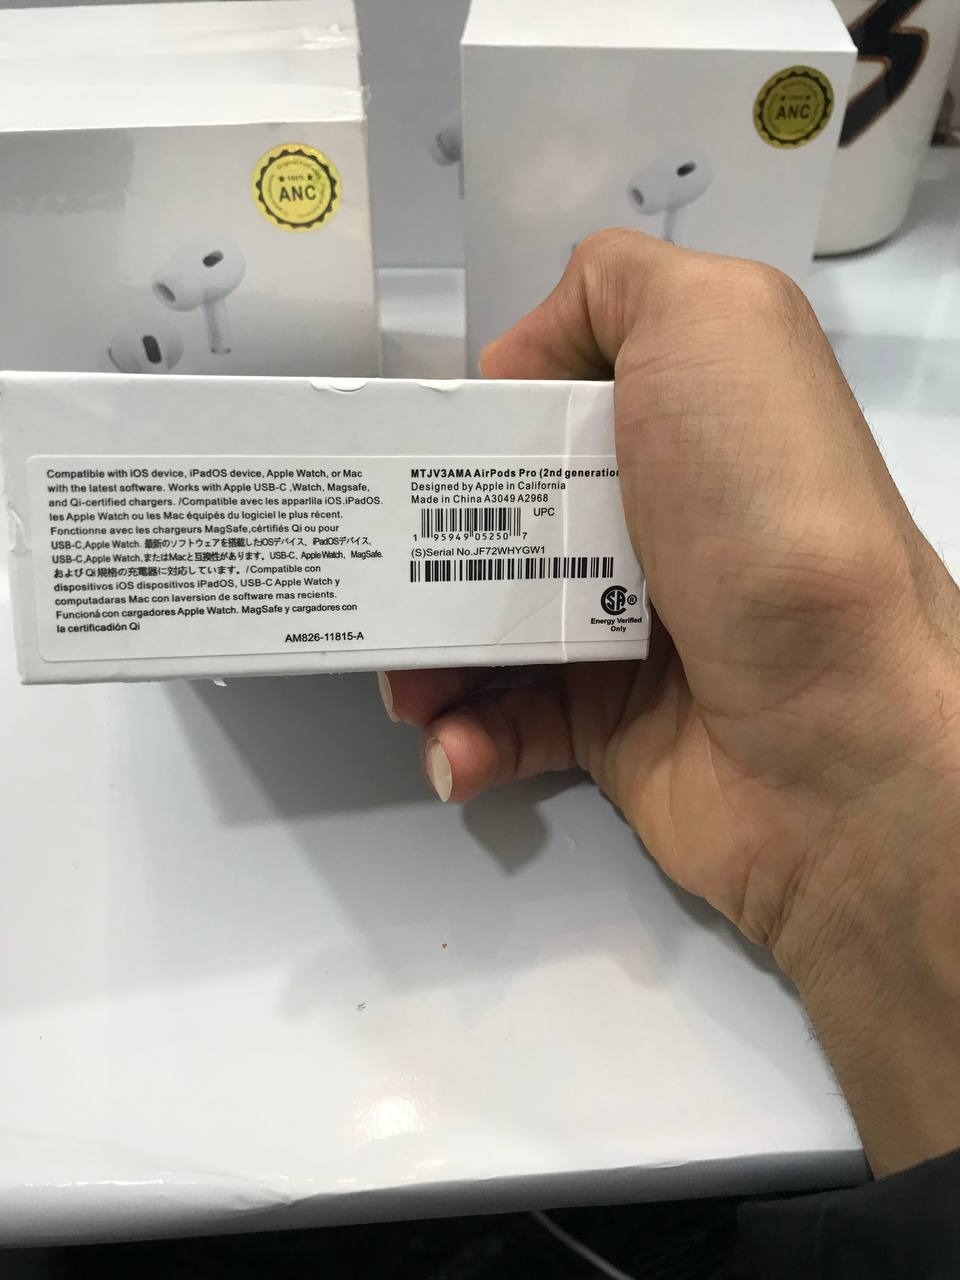 100%
ANC
100%
ANC
Compatible with iOS device, iPadOS device, Apple Watch, or Mac
with the latest software. Works with Apple USB-C ,Watch, Magsafe,
and Qi-certified chargers. /Compatible avec les apparlila iOS.iPadOS.
les Apple Watch ou les Mac équipés du logiciel le plus récent.
Fonctionne avec les chargeurs MagSafe,cértifiés Qi ou pour
USB-C,Apple Watch. 最新のソフトウェアを搭載したiOSデバイス、iPadOSデバイス、
USB-C,Apple Watch,またはMacと互換性があります。USB-C、Apple Watch、MagSafe.
および Qi 規格の充電器に対応しています。/Compatible con
dispositivos iOS dispositivos iPadOS, USB-C Apple Watch y
computadaras Mac con laversion de software mas recients.
Funcioná con cargadores Apple Watch. MagSafe y cargadores con
la certificadión Qi
AM826-11815-A
MTJV3AMA AirPods Pro (2nd generation
Designed by Apple in California
Made in China A3049 A2968
UPC
1 95949 05250 7
(S)Serial No.JF72WHYGW1
SA®
Energy Verified
Only